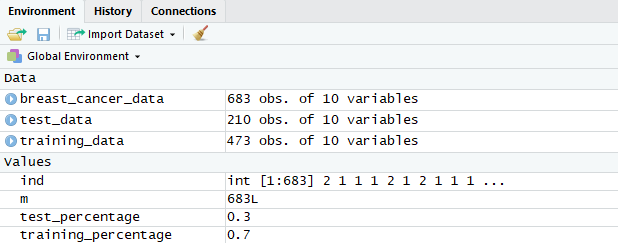 Environment History Connections
Import Dataset
Global Environment
Data
breast_cancer_data 683 obs. of 10 variables
test_data 210 obs. of 10 variables
training_data 473 obs. of 10 variables
Values
ind int [1:683] 2 1 1 1 2 1 2 1 1 1 ...
m 683L
test_percentage 0.3
training_percentage 0.7